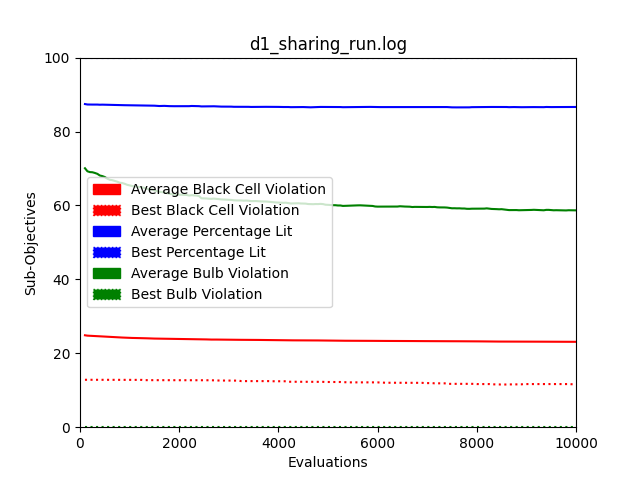 d1_sharing_run.log
100
80
60
40
20
0
Sub-Objectives
Average Black Cell Violation
Best Black Cell Violation
Average Percentage Lit
Best Percentage Lit
Average Bulb Violation
Best Bulb Violation
0 2000 4000 6000 8000 10000
Evaluations